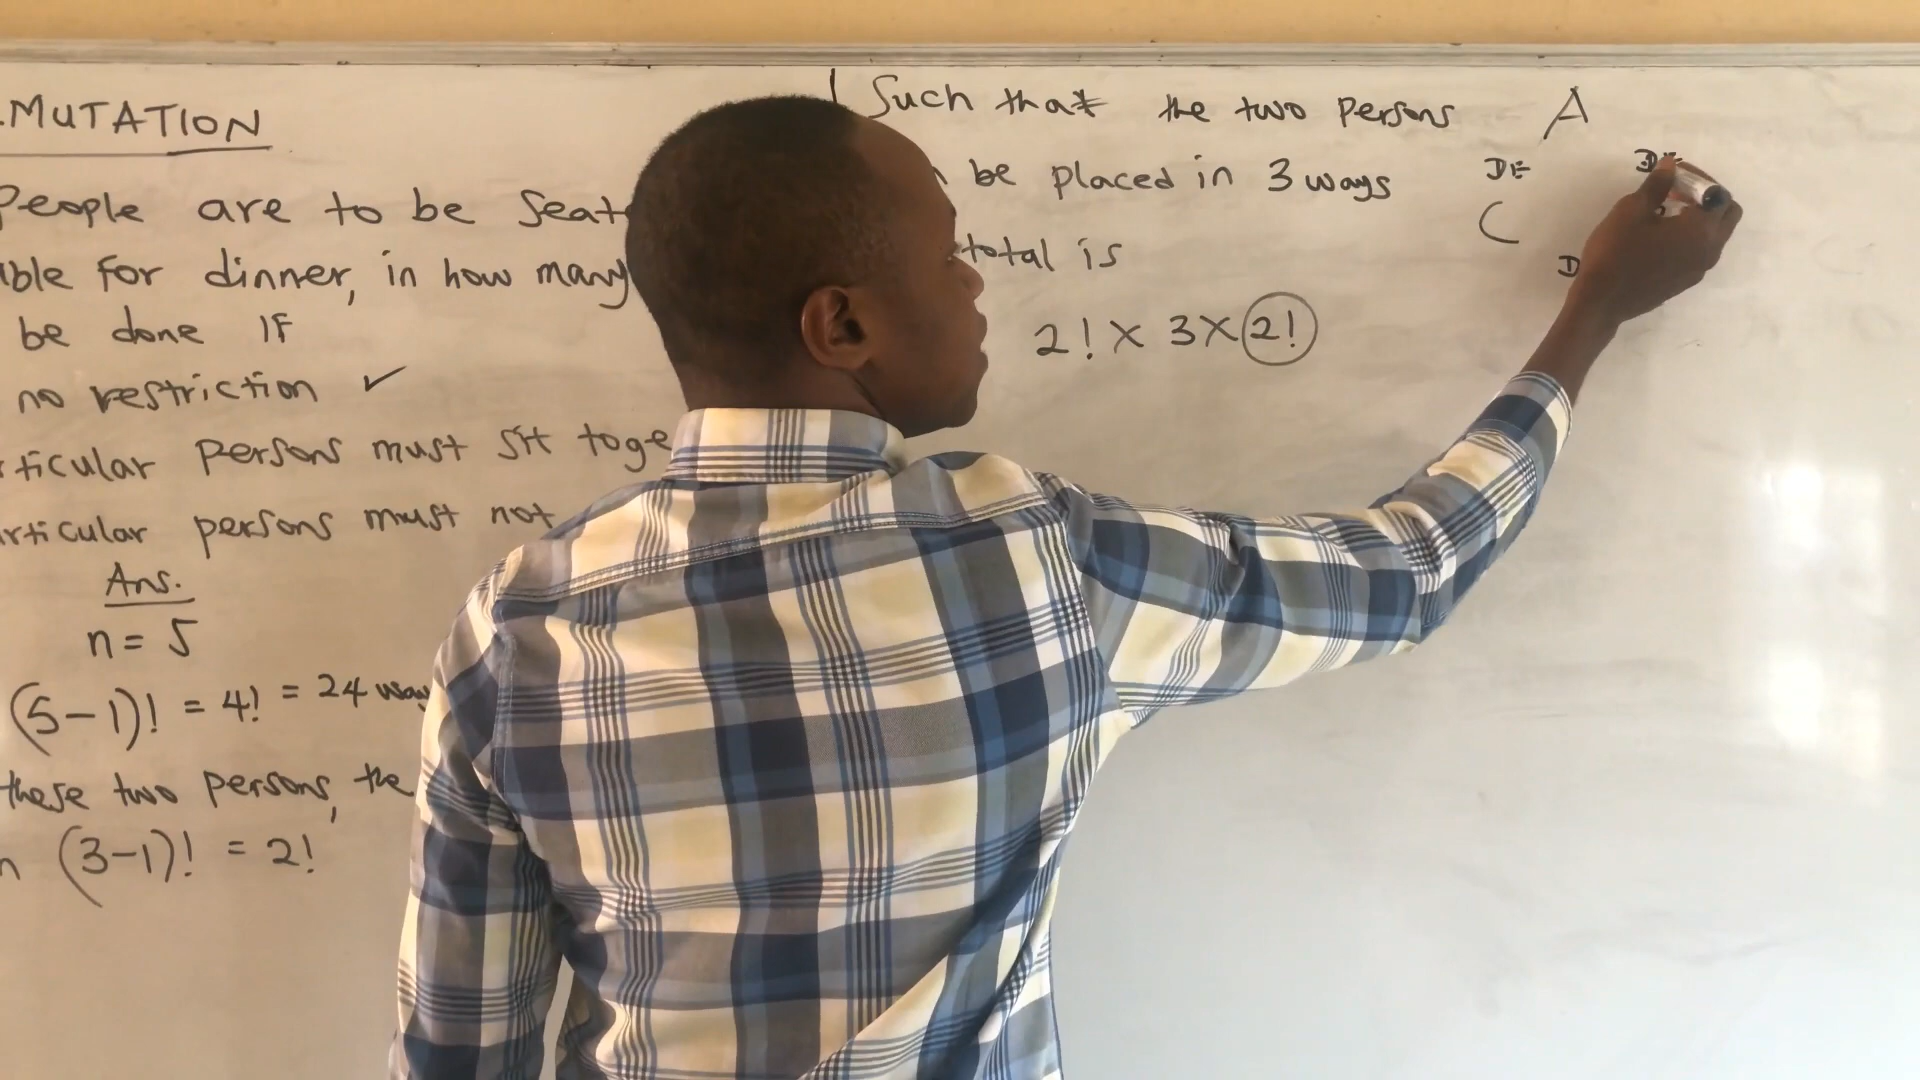 MUTATION
People are to be Seat
ble for dinner, in how many
be done IF
no restriction ✓
ticular persons must sit toge
rticular persons must not
Ans.
n = 5
(5-1)! = 4! = 24 way
these two persons, the
n (3-1)! = 2!
Such that the two persons
be placed in 3 ways
total is
2! X 3 X 2!
A
DE
DE
C
D